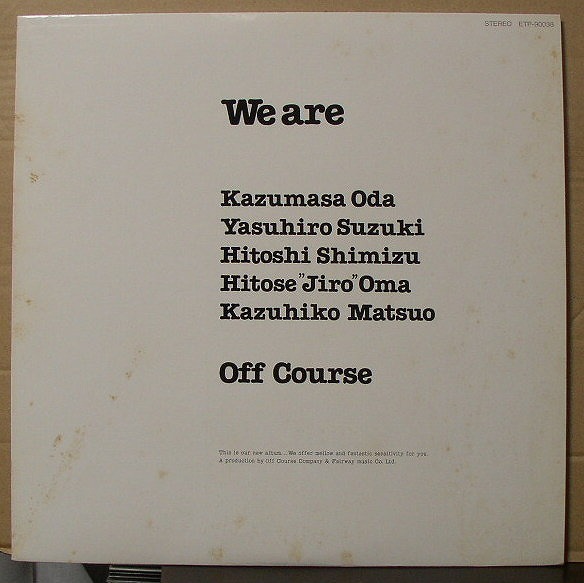 STEREO ETP-90038
We are
Kazumasa Oda
Yasuhiro Suzuki
Hitoshi Shimizu
Hitose "Jiro" Oma
Kazuhiko Matsuo
Off Course
This is our new album...We offer mellow and fantastic sensitivity for you.
A production by Off Course Company & Fairway music Co. Ltd.